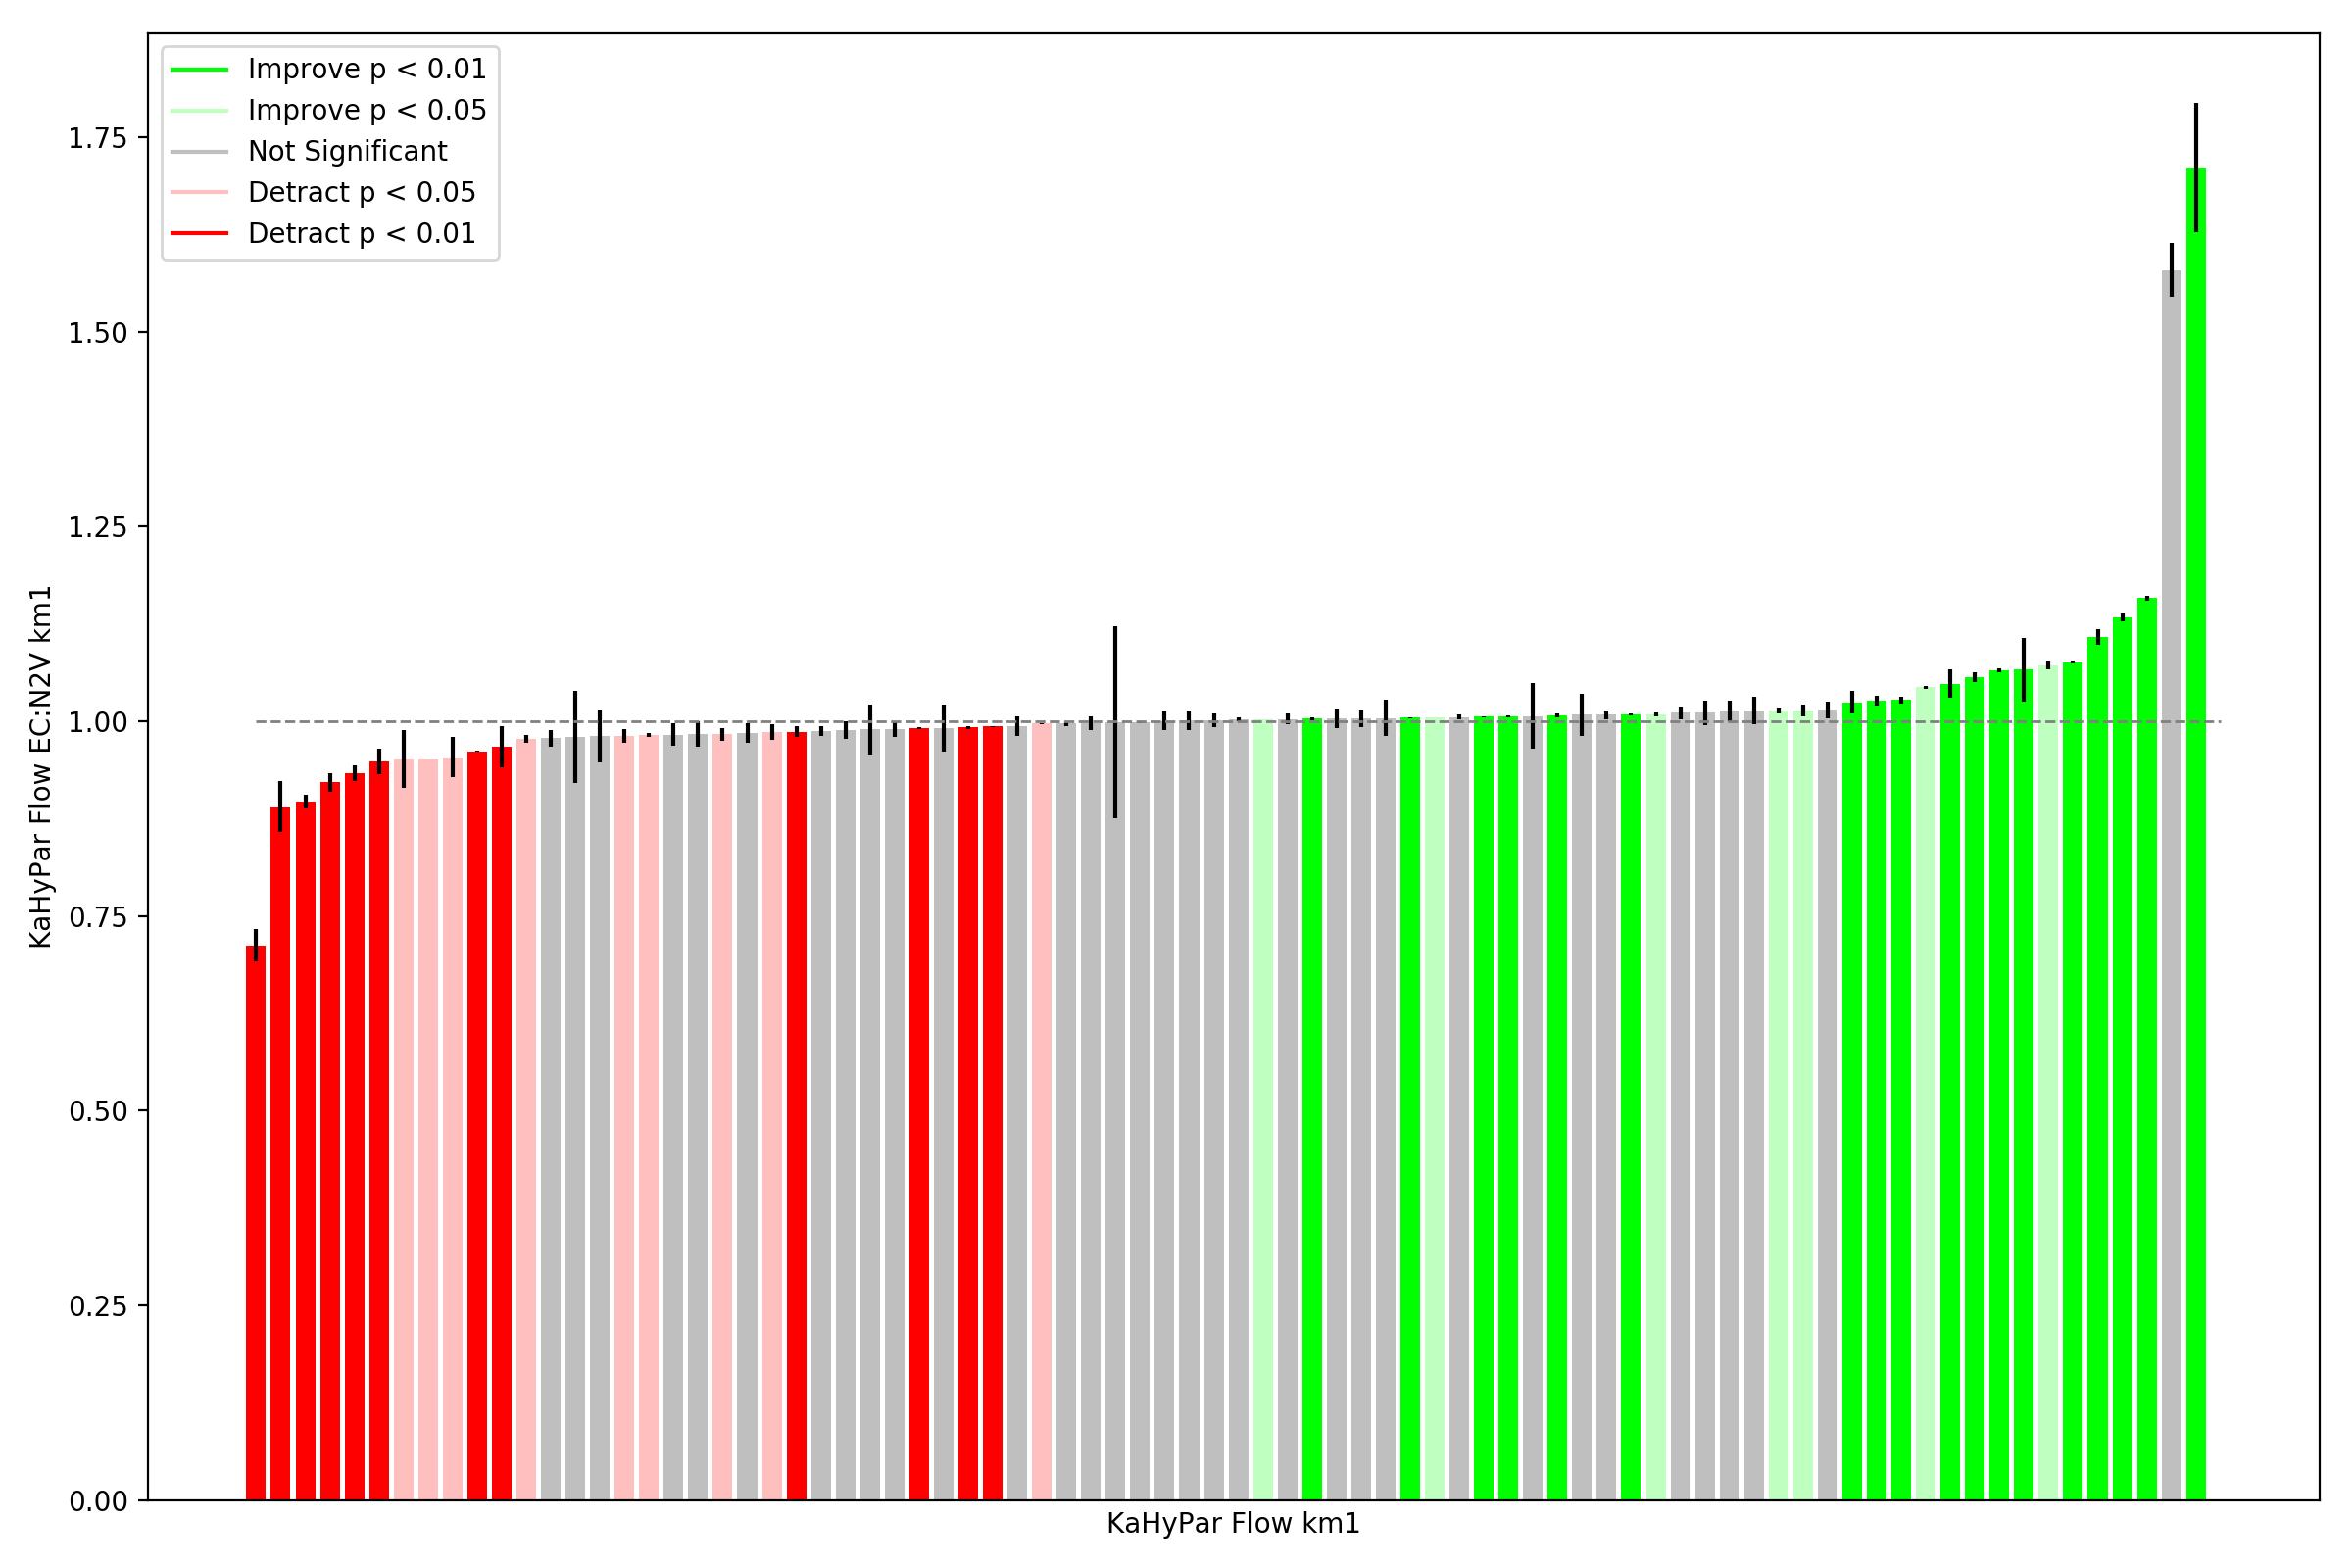 Improve p < 0.01
Improve p < 0.05
Not Significant
Detract p < 0.05
Detract p < 0.01
1.75
1.50
1.25
1.00
0.75
0.50
0.25
0.00
KaHyPar Flow EC:N2V km1
KaHyPar Flow km1